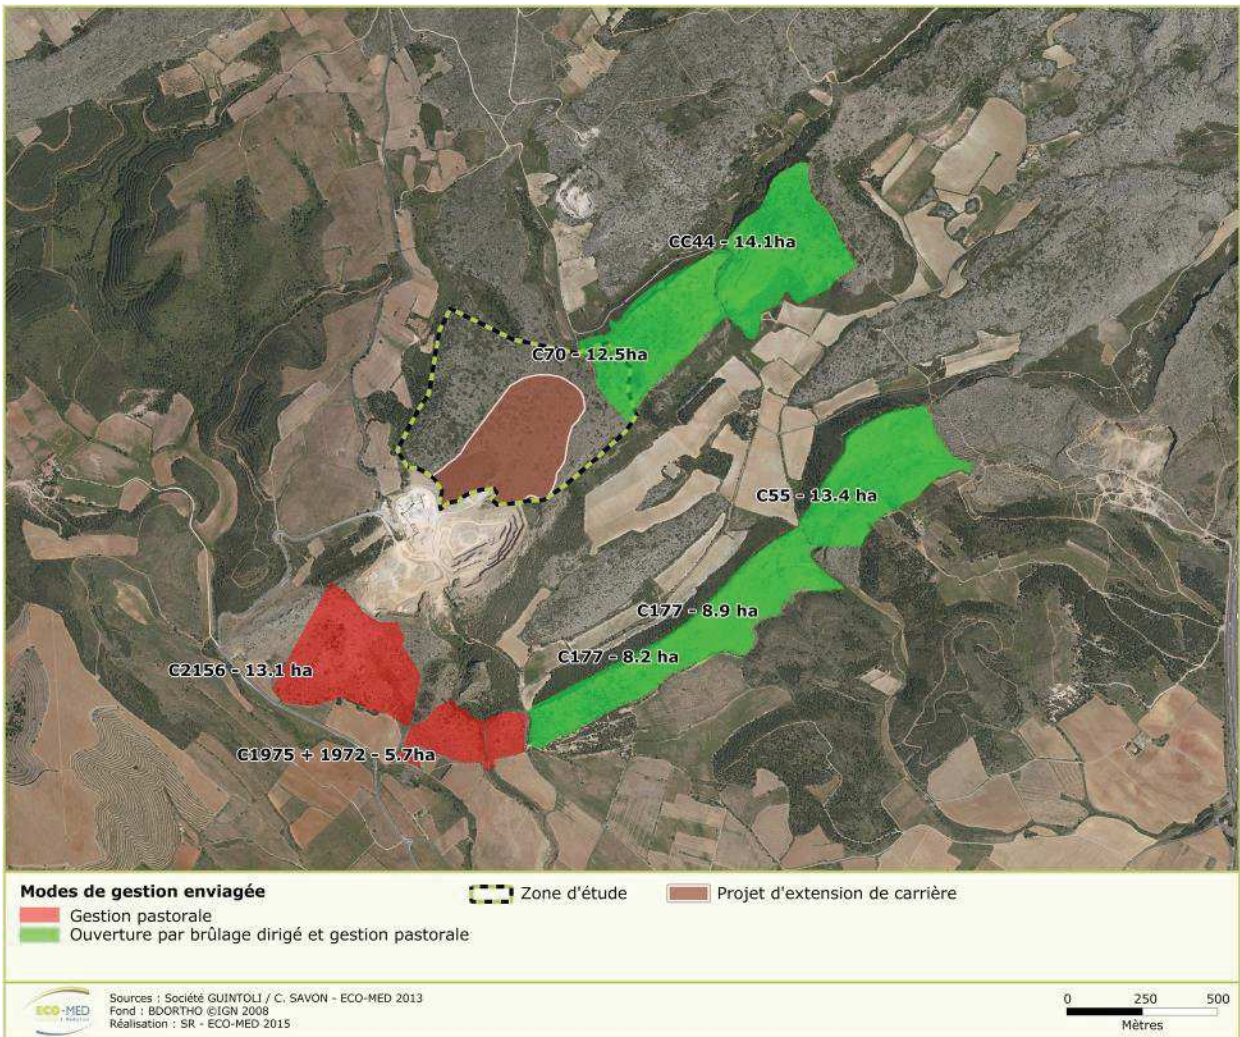 CC44 - 14.1ha
C70 - 12.5ha
C55 - 13.4 ha
C177 - 8.9 ha
C177 - 8.2 ha
C2156 - 13.1 ha
C1975 + 1972 - 5.7ha
Modes de gestion enviagée
Gestion pastorale
Ouverture par brûlage dirigé et gestion pastorale
Zone d'étude
Projet d'extension de carrière
ECO-MED
Sources : Société GUINTOLI / C. SAVON - ECO-MED 2013
Fond : BDORTHO ©IGN 2008
Réalisation : SR - ECO-MED 2015
0 250 500
Mètres